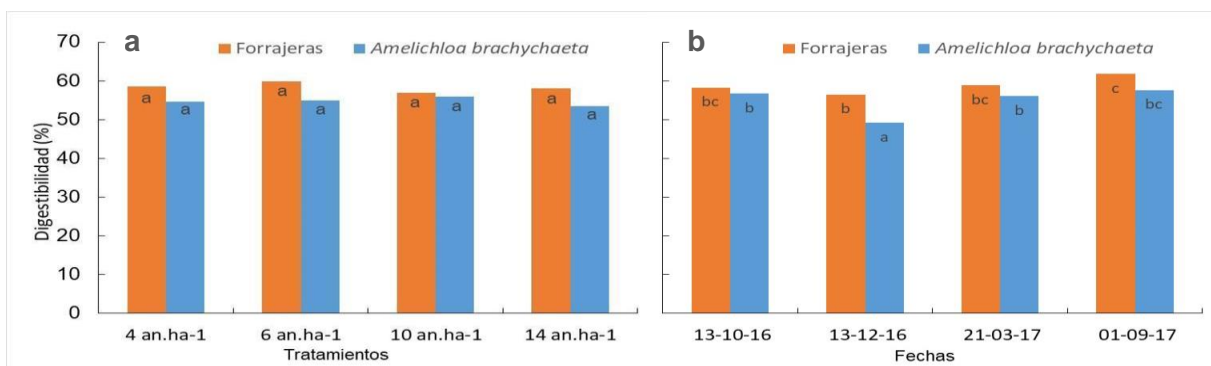 a
Forrajeras Amelichloa brachychaeta
b
Forrajeras Amelichloa brachychaeta
Digestibilidad (%)
70
60
50
40
30
20
10
0
a a a a a a a a
bc b b a bc b c bc
4 an.ha-1 6 an.ha-1 10 an.ha-1 14 an.ha-1
Tratamientos
13-10-16 13-12-16 21-03-17 01-09-17
Fechas